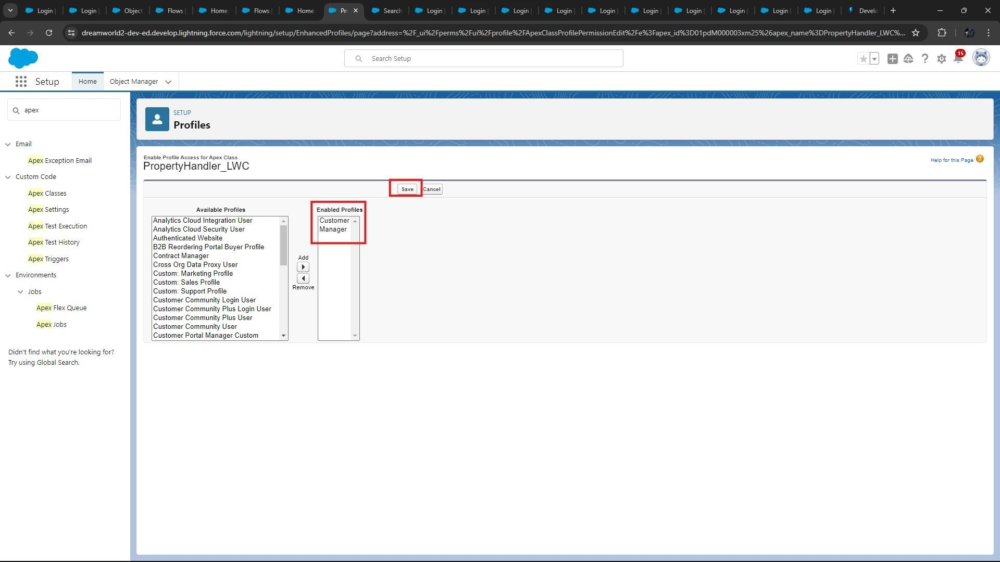 Login
Login
Object
Flows
Home
Flows
Home
Pr
Search
Login
Login
Login
Login
Login
Login
Login
Login
Login
Login
Develo
dreamworld2-dev-ed.develop.lightning.force.com/lightning/setup/EnhancedProfiles/page?address=%2F_ui%2Fperms%2Fui%2Fprofile%2FApexClassProfilePermissionEdit%2Fe%3Fapex_id%3D01pdM000003xm25%26apex_name%3DPropertyHandler_LWC%...
Search Setup
15
Setup
Home
Object Manager
apex
Email
Apex Exception Email
Custom Code
Apex Classes
Apex Settings
Apex Test Execution
Apex Test History
Apex Triggers
Environments
Jobs
Apex Flex Queue
Apex Jobs
Didn't find what you're looking for?
Try using Global Search.
SETUP
Profiles
Enable Profile Access for Apex Class
PropertyHandler_LWC
Help for this Page
Save
Cancel
Available Profiles
Analytics Cloud Integration User
Analytics Cloud Security User
Authenticated Website
B2B Reordering Portal Buyer Profile
Contract Manager
Cross Org Data Proxy User
Custom: Marketing Profile
Custom: Sales Profile
Custom: Support Profile
Customer Community Login User
Customer Community Plus Login User
Customer Community Plus User
Customer Community User
Customer Portal Manager Custom
Add
Remove
Enabled Profiles
Customer
Manager